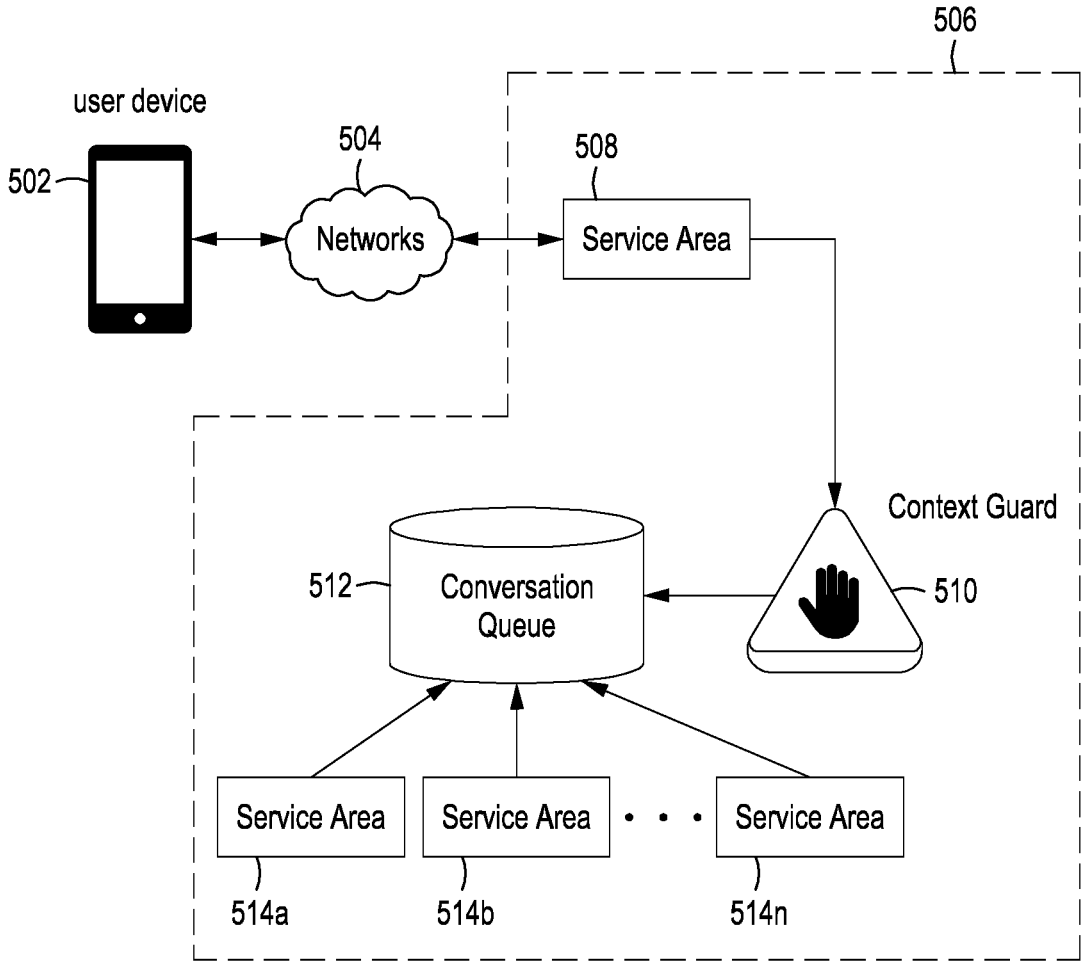 506
user device
504
508
502
Networks
Service Area
Context Guard
512
Conversation
Queue
510
Service Area
Service Area
Service Area
514a
514b
514n